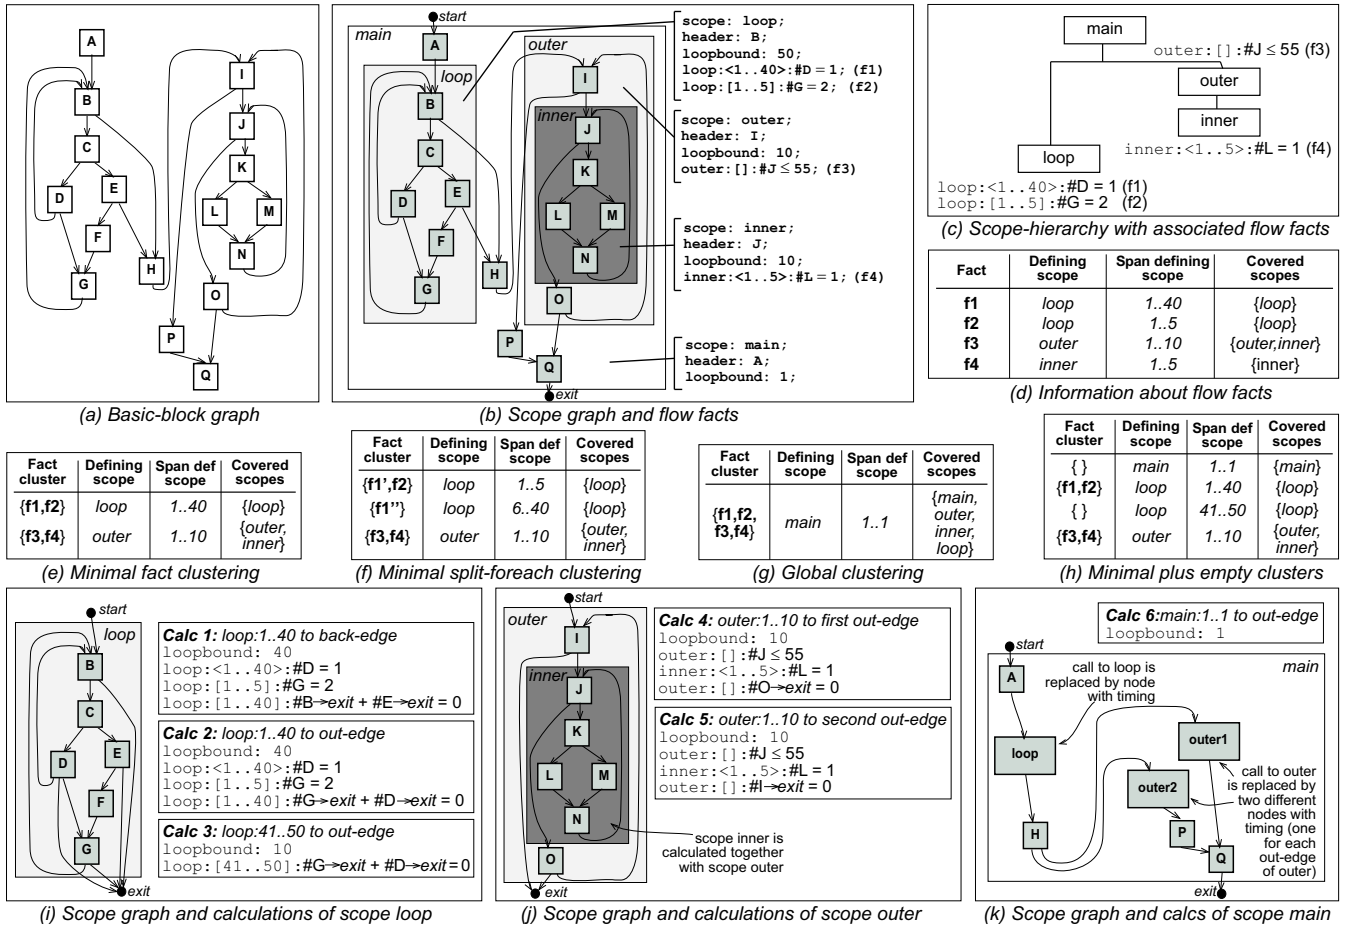 A
B
C
D
E
F
G
H
I
J
K
L
M
N
O
P
Q
(a) Basic-block graph
start
main
A
loop
B
C
D
E
F
G
H
outer
I
inner
J
K
L
M
N
O
P
Q
exit
scope: loop;
header: B;
loopbound: 50;
loop:<1..40>:#D = 1; (f1)
loop:[1..5]:#G = 2; (f2)
scope: outer;
header: I;
loopbound: 10;
outer:[]:#J ≤ 55; (f3)
scope: inner;
header: J;
loopbound: 10;
inner:<1..5>:#L = 1; (f4)
scope: main;
header: A;
loopbound: 1;
(b) Scope graph and flow facts
main
outer:[]:#J ≤ 55 (f3)
outer
inner
inner:<1..5>:#L = 1 (f4)
loop
loop:<1..40>:#D = 1 (f1)
loop:[1..5]:#G = 2 (f2)
(c) Scope-hierarchy with associated flow facts
Fact Defining scope Span defining scope Covered scopes
f1 loop 1..40 {loop}
f2 loop 1..5 {loop}
f3 outer 1..10 {outer,inner}
f4 inner 1..5 {inner}
(d) Information about flow facts
Fact cluster Defining scope Span def scope Covered scopes
{f1,f2} loop 1..40 {loop}
{f3,f4} outer 1..10 {outer, inner}
(e) Minimal fact clustering
Fact cluster Defining scope Span def scope Covered scopes
{f1',f2} loop 1..5 {loop}
{f1''} loop 6..40 {loop}
{f3,f4} outer 1..10 {outer, inner}
(f) Minimal split-foreach clustering
Fact cluster Defining scope Span def scope Covered scopes
{f1,f2, f3,f4} main 1..1 {main, outer, inner, loop}
(g) Global clustering
Fact cluster Defining scope Span def scope Covered scopes
{ } main 1..1 {main}
{f1,f2} loop 1..40 {loop}
{ } loop 41..50 {loop}
{f3,f4} outer 1..10 {outer, inner}
(h) Minimal plus empty clusters
start
loop
B
C
D
E
F
G
exit
Calc 1: loop:1..40 to back-edge
loopbound: 40
loop:<1..40>:#D = 1
loop:[1..5]:#G = 2
loop:[1..40]:#B→exit + #E→exit = 0
Calc 2: loop:1..40 to out-edge
loopbound: 40
loop:<1..40>:#D = 1
loop:[1..5]:#G = 2
loop:[1..40]:#G→exit + #D→exit = 0
Calc 3: loop:41..50 to out-edge
loopbound: 10
loop:[41..50]:#G→exit + #D→exit = 0
(i) Scope graph and calculations of scope loop
start
outer
I
inner
J
K
L
M
N
O
exit
Calc 4: outer:1..10 to first out-edge
loopbound: 10
outer:[]:#J ≤ 55
inner:<1..5>:#L = 1
outer:[]:#O→exit = 0
Calc 5: outer:1..10 to second out-edge
loopbound: 10
outer:[]:#J ≤ 55
inner:<1..5>:#L = 1
outer:[]:#I→exit = 0
scope inner is
calculated together
with scope outer
(j) Scope graph and calculations of scope outer
Calc 6:main:1..1 to out-edge
loopbound: 1
start
main
A
call to loop is
replaced by node
with timing
loop
outer1
outer2
H
P
Q
exit
call to outer
is replaced by
two different
nodes with
timing (one
for each
out-edge
of outer)
(k) Scope graph and calcs of scope main